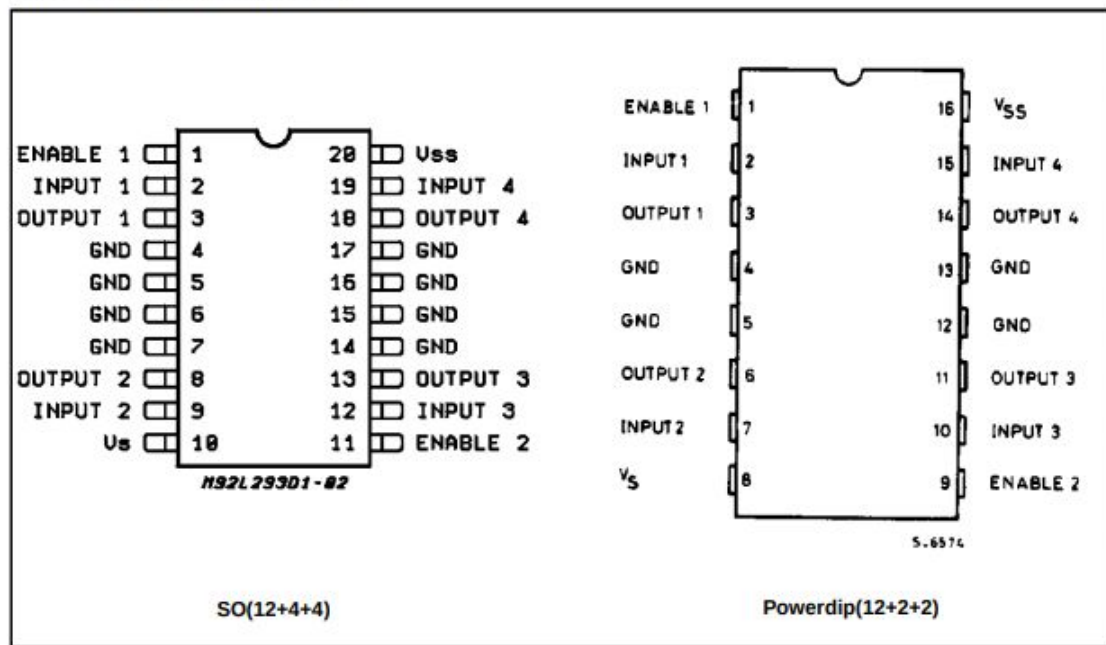 ENABLE 1 1 20 Vss
INPUT 1 2 19 INPUT 4
OUTPUT 1 3 18 OUTPUT 4
GND 4 17 GND
GND 5 16 GND
GND 6 15 GND
GND 7 14 GND
OUTPUT 2 8 13 OUTPUT 3
INPUT 2 9 12 INPUT 3
Vs 10 11 ENABLE 2
M92L293D1-02
SO(12+4+4)
ENABLE 1 1 16 VSS
INPUT 1 2 15 INPUT 4
OUTPUT 1 3 14 OUTPUT 4
GND 4 13 GND
GND 5 12 GND
OUTPUT 2 6 11 OUTPUT 3
INPUT 2 7 10 INPUT 3
VS 8 9 ENABLE 2
S.6574
Powerdip(12+2+2)